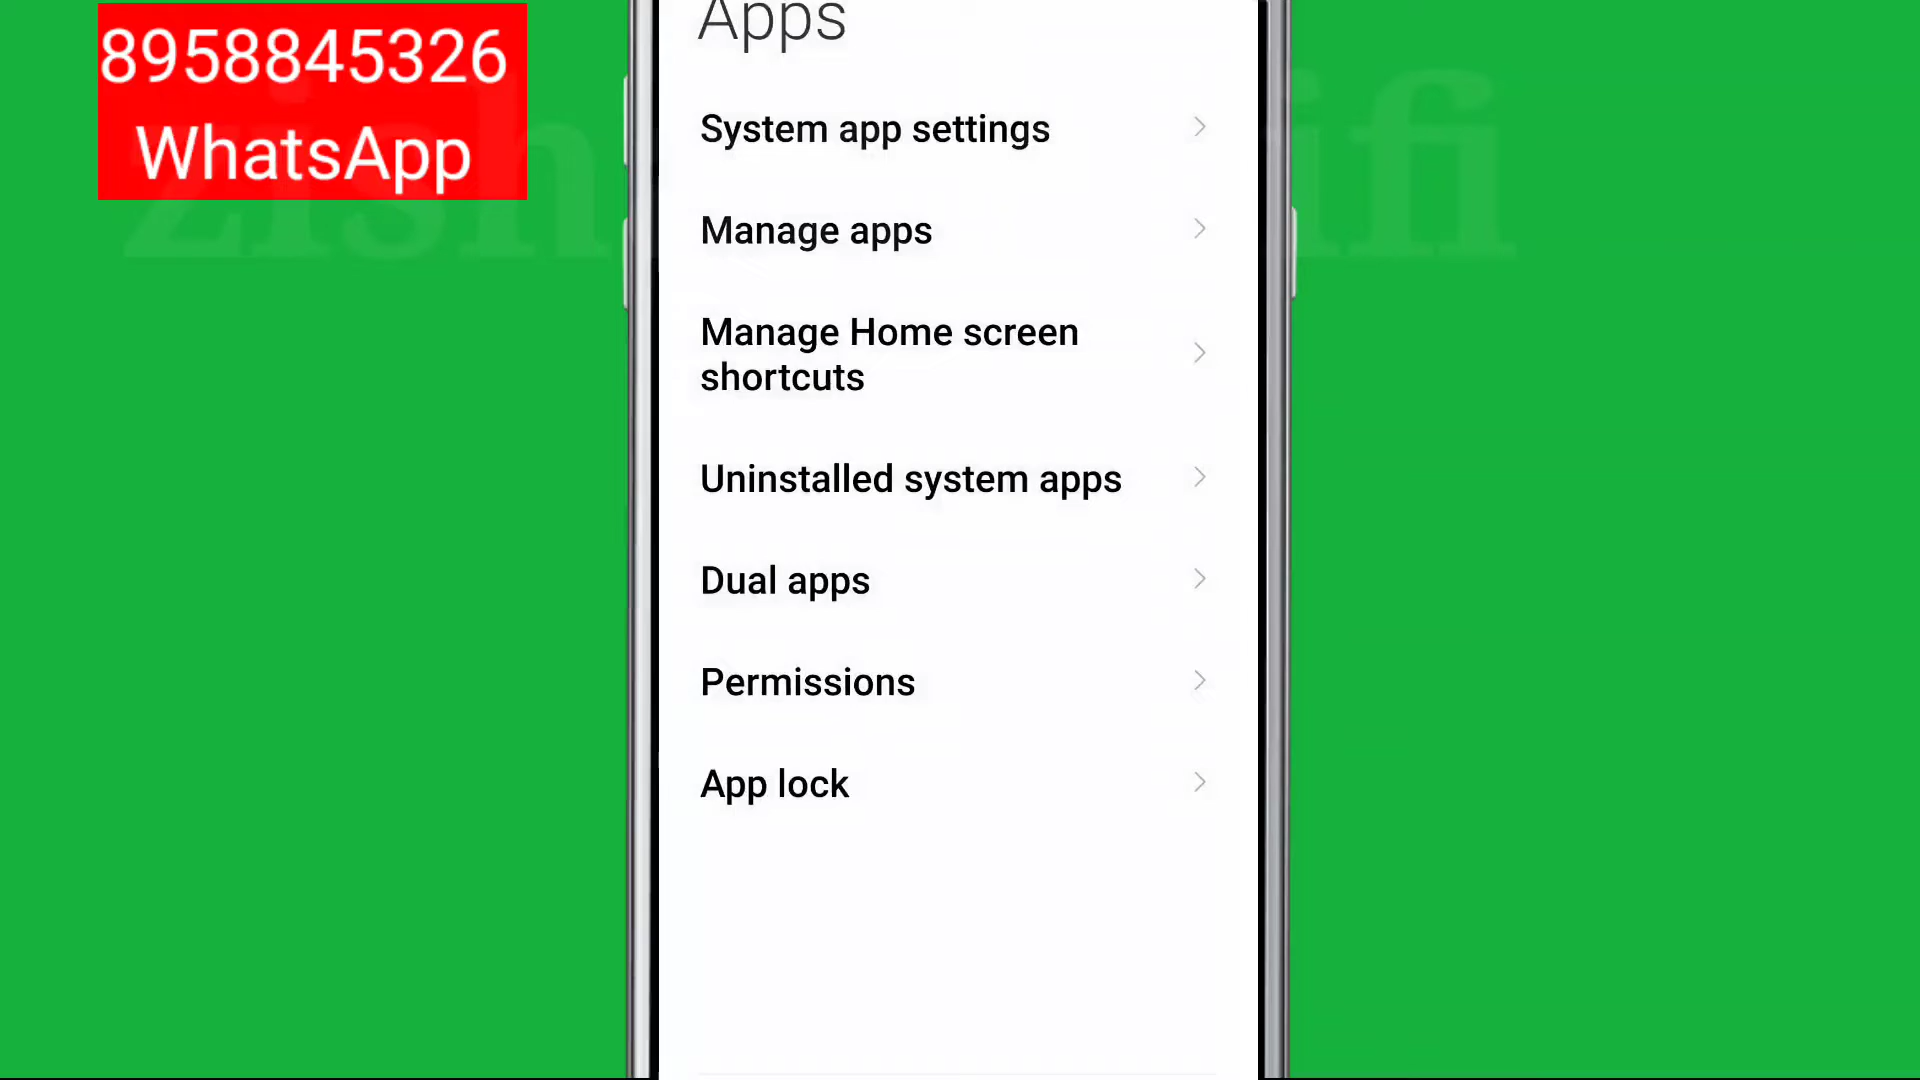 8958845326
WhatsApp
Apps
System app settings
Manage apps
Manage Home screen
shortcuts
Uninstalled system apps
Dual apps
Permissions
App lock